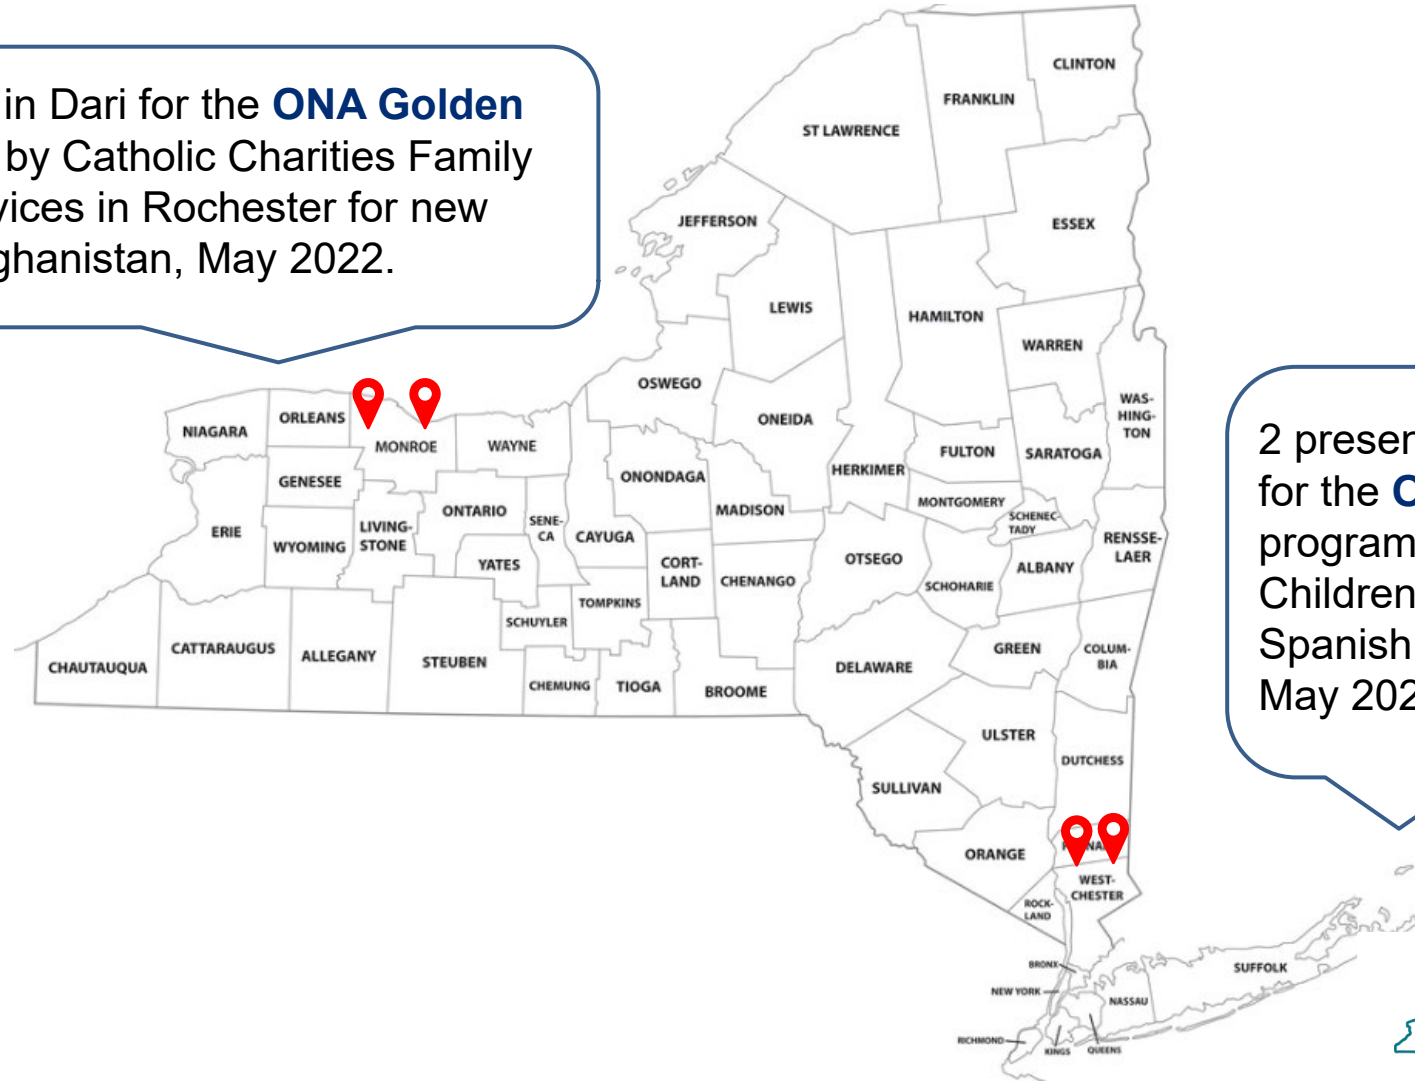 in Dari for the ONA Golden
by Catholic Charities Family
vices in Rochester for new
ghanistan, May 2022.
CLINTON
FRANKLIN
ST LAWRENCE
JEFFERSON
ESSEX
LEWIS
HAMILTON
WARREN
OSWEGO
WAS-
HING-
TON
ONEIDA
ORLEANS
NIAGARA
MONROE
WAYNE
FULTON
SARATOGA
HERKIMER
ONONDAGA
GENESEE
MONTGOMERY
MADISON
ONTARIO
SENE-
CA
SCHENEC-
TADY
LIVING-
STONE
ERIE
CAYUGA
WYOMING
RENSSE-
LAER
OTSEGO
YATES
CORT-
LAND
CHENANGO
ALBANY
SCHOHARIE
TOMPKINS
SCHUYLER
CATTARAUGUS
ALLEGANY
GREEN
COLUM-
BIA
STEUBEN
CHAUTAUQUA
DELAWARE
CHEMUNG
TIOGA
BROOME
2 presen
for the
program
Children
Spanish
May 202
ULSTER
DUTCHESS
SULLIVAN
ORANGE
WEST-
CHESTER
ROCK-
LAND
BRONX
SUFFOLK
NEW YORK
NASSAU
RICHMOND
KINGS
QUEENS